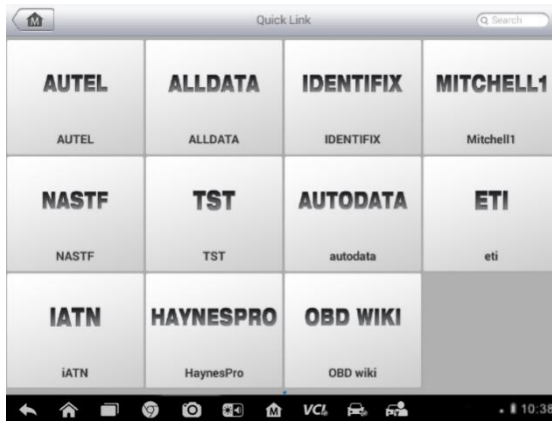 M
Quick Link
Search
AUTEL
ALLDATA
IDENTIFIX
MITCHELL1
AUTEL
ALLDATA
IDENTIFIX
Mitchell1
NASTF
TST
AUTODATA
ETI
NASTF
TST
autodata
eti
IATN
HAYNESPRO
OBD WIKI
iATN
HaynesPro
OBD wiki
M
VCI
10:38